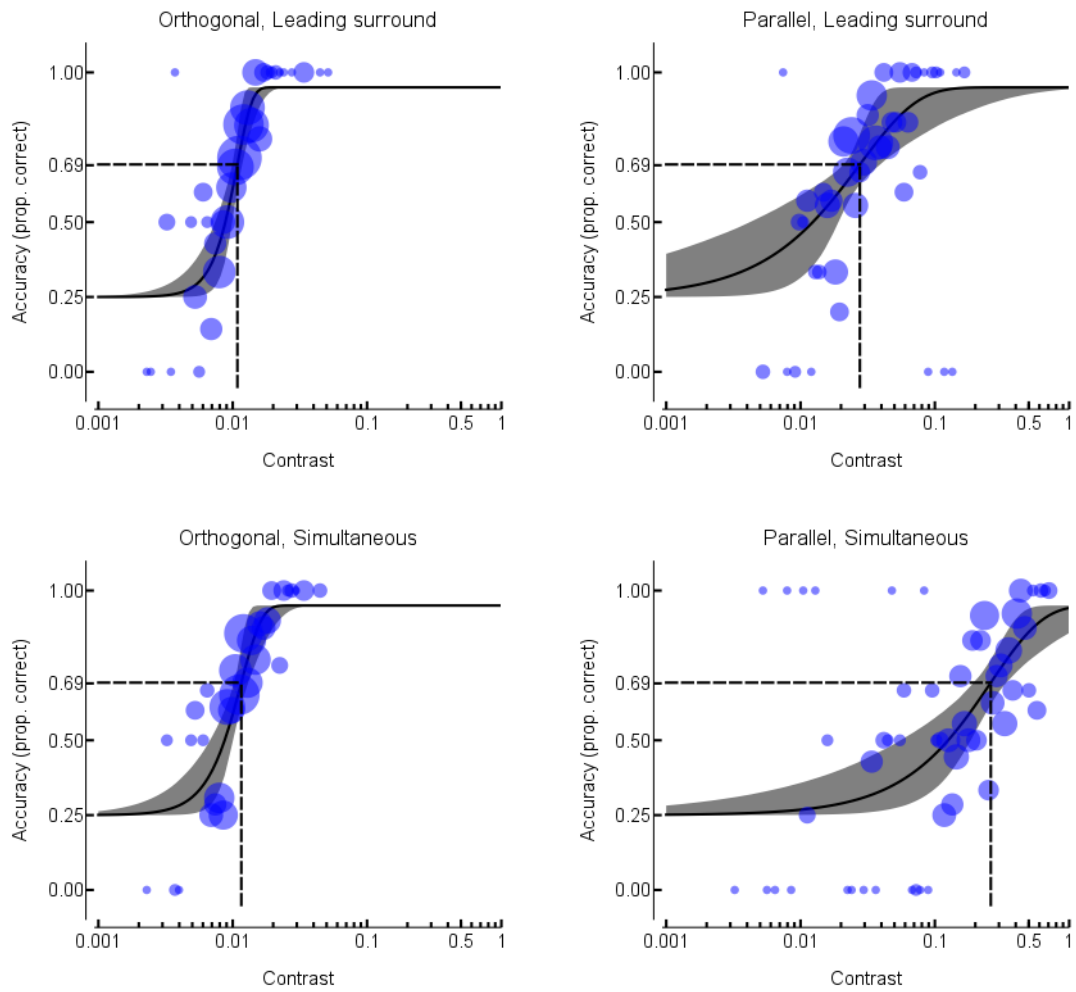 Orthogonal, Leading surround
Accuracy (prop. correct)
1.00
0.69
0.50
0.25
0.00
0.001 0.01 0.1 0.5 1
Contrast
Parallel, Leading surround
Accuracy (prop. correct)
1.00
0.69
0.50
0.25
0.00
0.001 0.01 0.1 0.5 1
Contrast
Orthogonal, Simultaneous
Accuracy (prop. correct)
1.00
0.69
0.50
0.25
0.00
0.001 0.01 0.1 0.5 1
Contrast
Parallel, Simultaneous
Accuracy (prop. correct)
1.00
0.69
0.50
0.25
0.00
0.001 0.01 0.1 0.5 1
Contrast